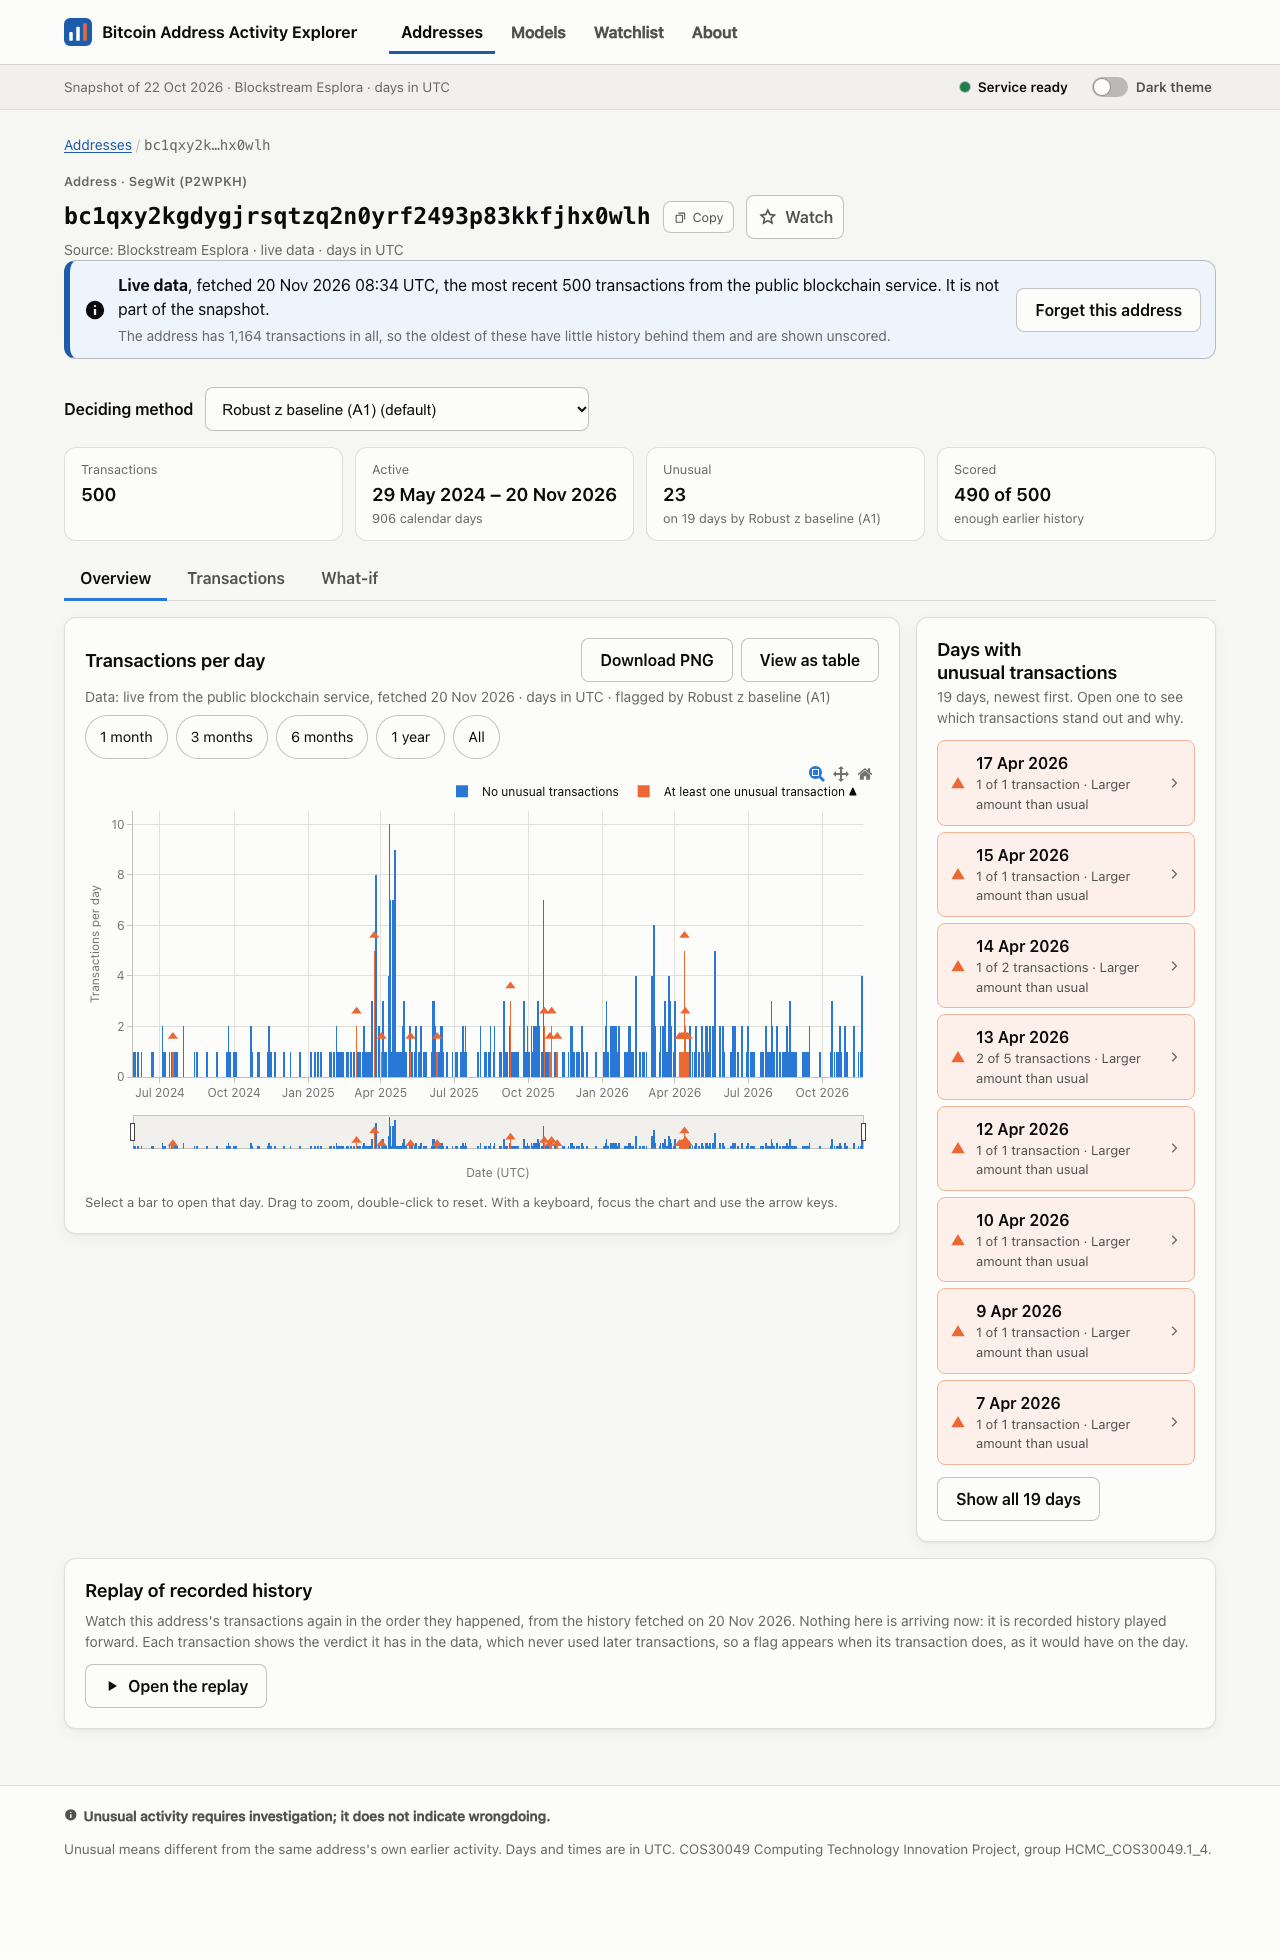 Bitcoin Address Activity Explorer
Addresses
Models
Watchlist
About
Snapshot of 22 Oct 2026 · Blockstream Esplora · days in UTC
Service ready
Dark theme
Addresses / bc1qxy2k…hx0wlh
Address · SegWit (P2WPKH)
bc1qxy2kgdygjrsqtzq2n0yrf2493p83kkfjhx0wlh
Copy
Watch
Source: Blockstream Esplora · live data · days in UTC
Live data, fetched 20 Nov 2026 08:34 UTC, the most recent 500 transactions from the public blockchain service. It is not
part of the snapshot.
The address has 1,164 transactions in all, so the oldest of these have little history behind them and are shown unscored.
Forget this address
Deciding method
Robust z baseline (A1) (default)
Transactions
500
Active
29 May 2024 – 20 Nov 2026
906 calendar days
Unusual
23
on 19 days by Robust z baseline (A1)
Scored
490 of 500
enough earlier history
Overview
Transactions
What-if
Transactions per day
Download PNG
View as table
Data: live from the public blockchain service, fetched 20 Nov 2026 · days in UTC · flagged by Robust z baseline (A1)
1 month
3 months
6 months
1 year
All
No unusual transactions
At least one unusual transaction ▲
Transactions per day
10
8
6
4
2
0
Jul 2024
Oct 2024
Jan 2025
Apr 2025
Jul 2025
Oct 2025
Jan 2026
Apr 2026
Jul 2026
Oct 2026
Date (UTC)
Select a bar to open that day. Drag to zoom, double-click to reset. With a keyboard, focus the chart and use the arrow keys.
Days with
unusual transactions
19 days, newest first. Open one to see
which transactions stand out and why.
17 Apr 2026
1 of 1 transaction · Larger
amount than usual
15 Apr 2026
1 of 1 transaction · Larger
amount than usual
14 Apr 2026
1 of 2 transactions · Larger
amount than usual
13 Apr 2026
2 of 5 transactions · Larger
amount than usual
12 Apr 2026
1 of 1 transaction · Larger
amount than usual
10 Apr 2026
1 of 1 transaction · Larger
amount than usual
9 Apr 2026
1 of 1 transaction · Larger
amount than usual
7 Apr 2026
1 of 1 transaction · Larger
amount than usual
Show all 19 days
Replay of recorded history
Watch this address's transactions again in the order they happened, from the history fetched on 20 Nov 2026. Nothing here is arriving now: it is recorded history played
forward. Each transaction shows the verdict it has in the data, which never used later transactions, so a flag appears when its transaction does, as it would have on the day.
Open the replay
Unusual activity requires investigation; it does not indicate wrongdoing.
Unusual means different from the same address's own earlier activity. Days and times are in UTC. COS30049 Computing Technology Innovation Project, group HCMC_COS30049.1_4.